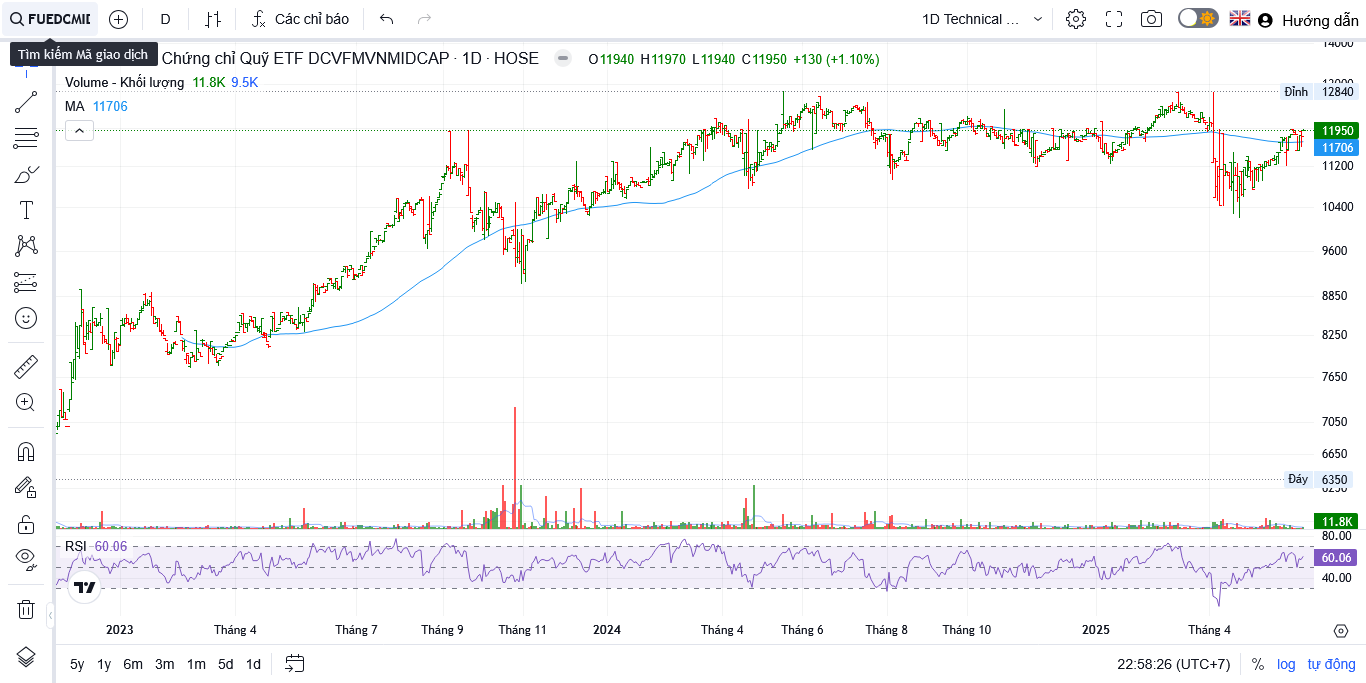 FUEDCMID
D
Các chỉ báo
1D Technical ...
Hướng dẫn
Tìm kiếm Mã giao dịch
Chứng chỉ Quỹ ETF DCVFMVNMIDCAP · 1D · HOSE
O11940 H11970 L11940 C11950 +130 (+1.10%)
Volume - Khối lượng 11.8K 9.5K
MA 11706
14000
12000
Đỉnh 12840
11950
11706
11200
10400
9600
8850
8250
7650
7050
6650
Đáy 6350
6250
11.8K
RSI 60.06
80.00
60.06
40.00
2023
Tháng 4
Tháng 7
Tháng 9
Tháng 11
2024
Tháng 4
Tháng 6
Tháng 8
Tháng 10
2025
Tháng 4
5y 1y 6m 3m 1m 5d 1d
22:58:26 (UTC+7)
% log tự động